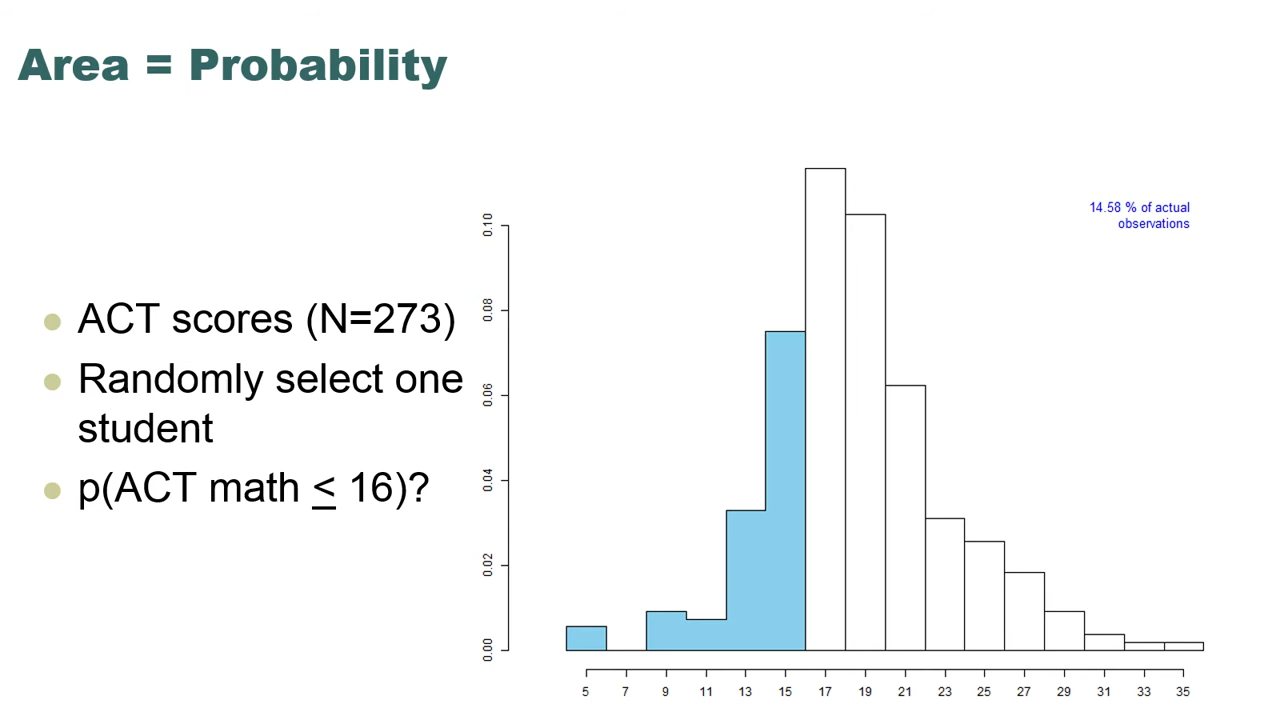 Area = Probability
14.58 % of actual
observations
ACT scores (N=273)
Randomly select one
student
p(ACT math < 16)?
0.10
0.08
0.06
0.04
0.02
0.00
5 7 9 11 13 15 17 19 21 23 25 27 29 31 33 35